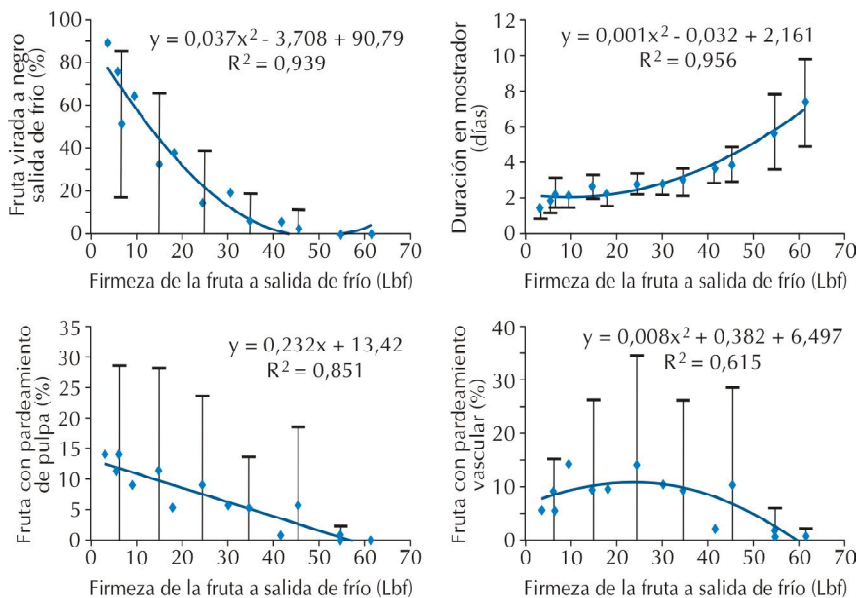 Fruta virada a negro
salida de frío (%)
100
80
60
40
20
0
y = 0,037x² - 3,708 + 90,79
R² = 0,939
0 10 20 30 40 50 60 70
Firmeza de la fruta a salida de frío (Lbf)
Duración en mostrador
(días)
12
10
8
6
4
2
0
y = 0,001x² - 0,032 + 2,161
R² = 0,956
0 10 20 30 40 50 60 70
Firmeza de la fruta a salida de frío (Lbf)
Fruta con pardeamiento
de pulpa (%)
35
30
25
20
15
10
5
0
y = 0,232x + 13,42
R² = 0,851
0 10 20 30 40 50 60 70
Firmeza de la fruta a salida de frío (Lbf)
Fruta con pardeamiento
vascular (%)
40
30
20
10
0
y = 0,008x² + 0,382 + 6,497
R² = 0,615
0 10 20 30 40 50 60 70
Firmeza de la fruta a salida de frío (Lbf)